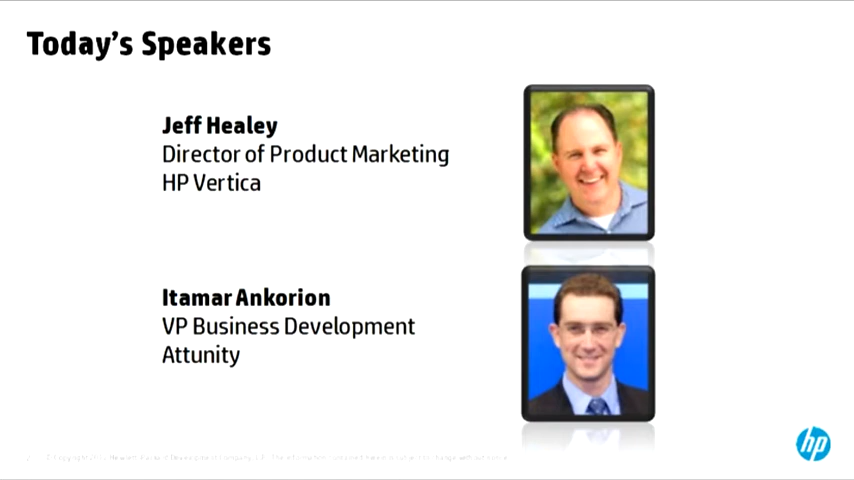 Today's Speakers
Jeff Healey
Director of Product Marketing
HP Vertica
Itamar Ankorion
VP Business Development
Attunity
hp